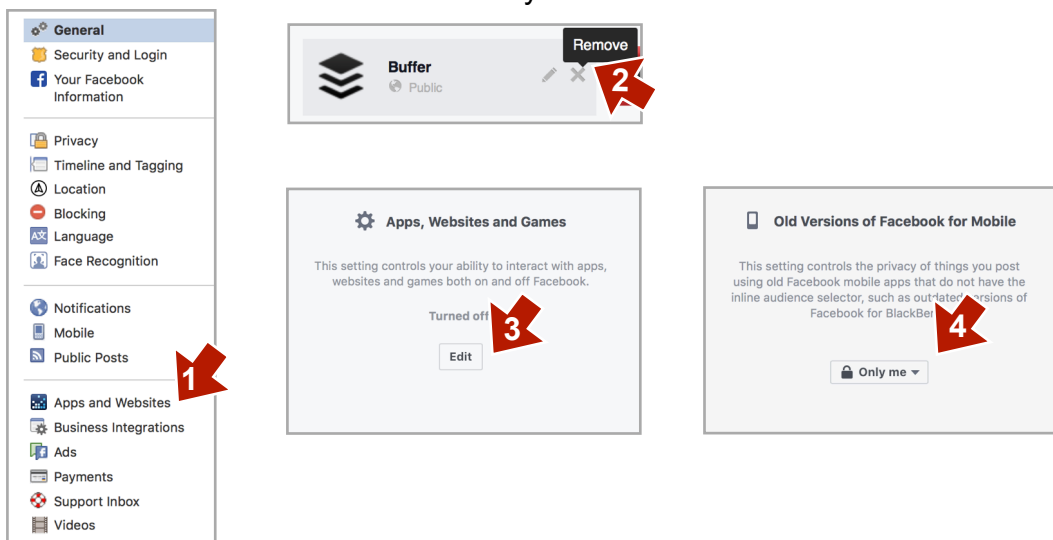 General
Security and Login
Your Facebook
Information
Privacy
Timeline and Tagging
Location
Blocking
Language
Face Recognition
Notifications
Mobile
Public Posts
1
Apps and Websites
Business Integrations
Ads
Payments
Support Inbox
Videos
Remove
Buffer
Public
2
Apps, Websites and Games
This setting controls your ability to interact with apps,
websites and games both on and off Facebook.
Turned off
3
Edit
Old Versions of Facebook for Mobile
This setting controls the privacy of things you post
using old Facebook mobile apps that do not have the
inline audience selector, such as of
Facebook for
4
Only me